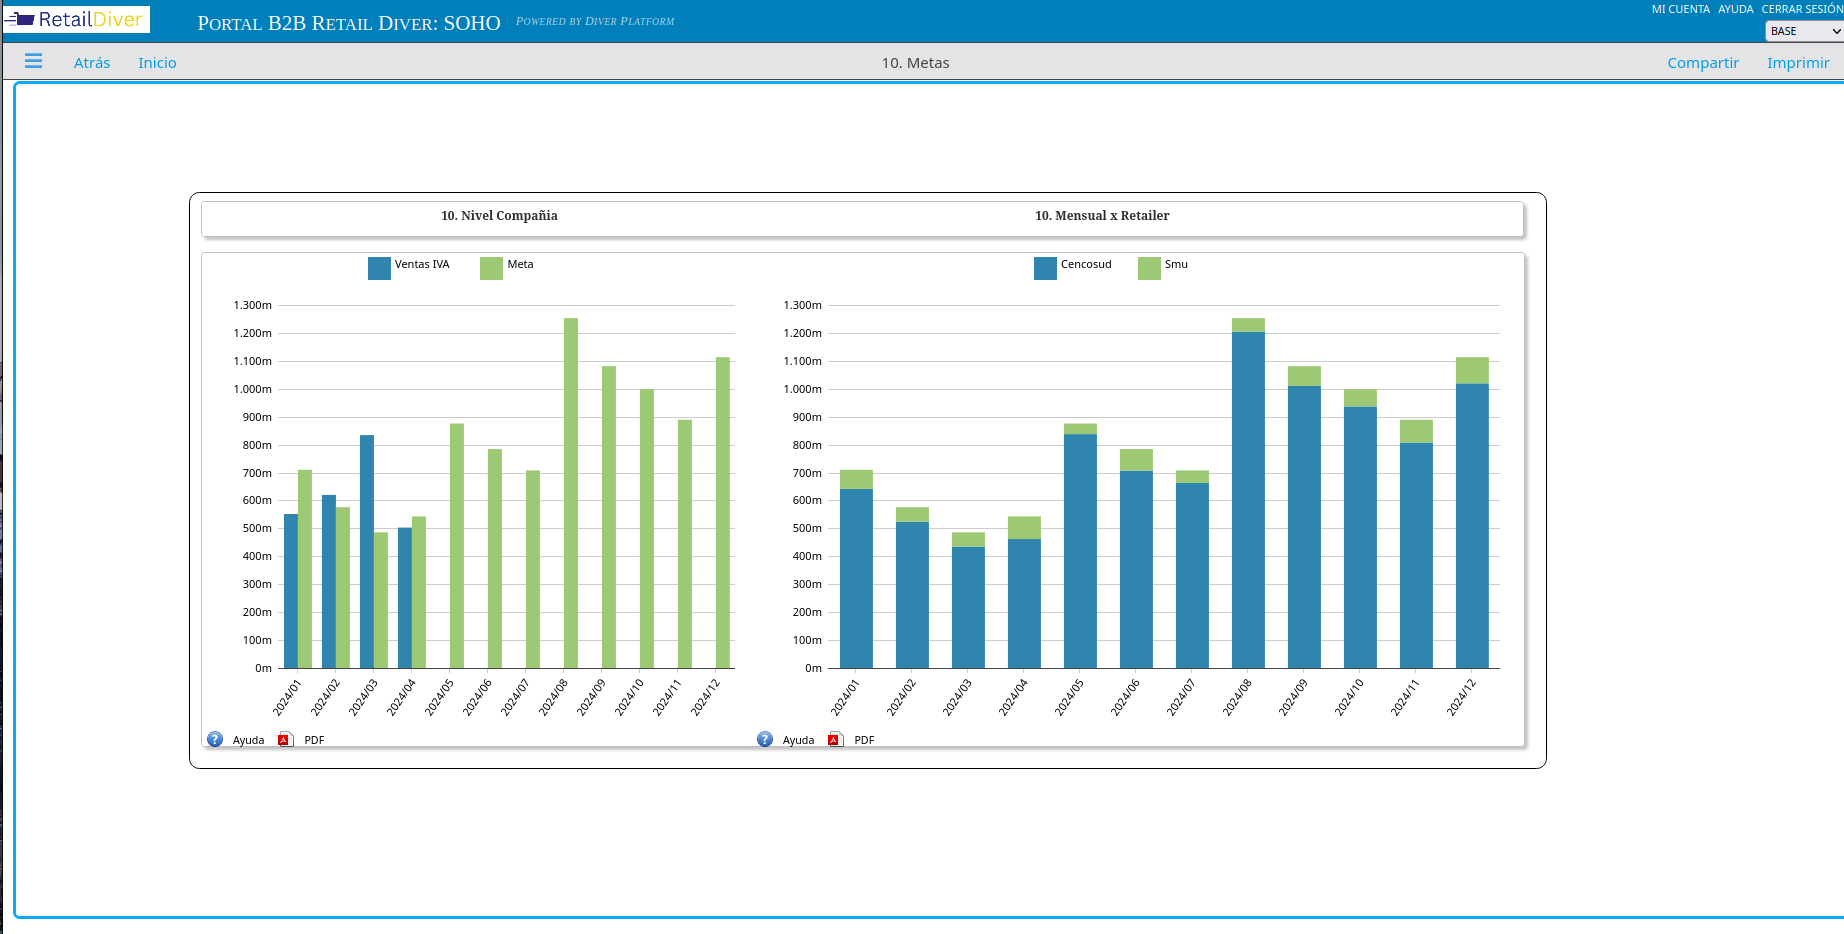 RetailDiver
PORTAL B2B RETAIL DIVER: SOHO
POWERED BY DIVER PLATFORM
MI CUENTA AYUDA CERRAR SESIÓN
BASE
Atrás Inicio
10. Metas
Compartir Imprimir
10. Nivel Compañia
10. Mensual x Retailer
Ventas IVA Meta
1.300m
1.200m
1.100m
1.000m
900m
800m
700m
600m
500m
400m
300m
200m
100m
0m
2024/01
2024/02
2024/03
2024/04
2024/05
2024/06
2024/07
2024/08
2024/09
2024/10
2024/11
2024/12
? Ayuda PDF
Cencosud Smu
1.300m
1.200m
1.100m
1.000m
900m
800m
700m
600m
500m
400m
300m
200m
100m
0m
2024/01
2024/02
2024/03
2024/04
2024/05
2024/06
2024/07
2024/08
2024/09
2024/10
2024/11
2024/12
? Ayuda PDF